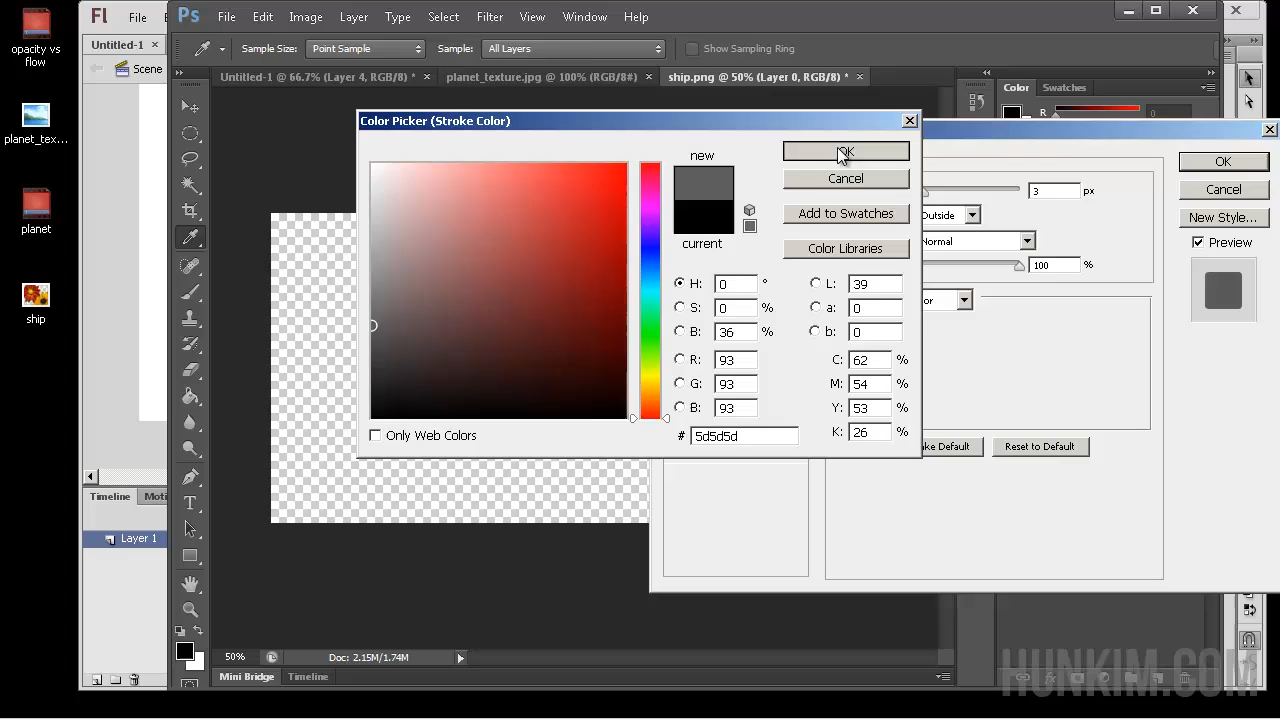 opacity vs
flow
planet_tex...
planet
ship
Fl
File
Untitled-1 ×
Scene
Timeline
Moti
Layer 1
Ps
File Edit Image Layer Type Select Filter View Window Help
Sample Size: Point Sample Sample: All Layers Show Sampling Ring
Untitled-1 @ 66.7% (Layer 4, RGB/8) * × planet_texture.jpg @ 100% (RGB/8#) × ship.png @ 50% (Layer 0, RGB/8) * ×
Color Swatches
R 0
Color Picker (Stroke Color)
new
current
OK
Cancel
Add to Swatches
Color Libraries
H: 0 °
S: 0 %
B: 36 %
R: 93
G: 93
B: 93
# 5d5d5d
L: 39
a: 0
b: 0
C: 62 %
M: 54 %
Y: 53 %
K: 26 %
Only Web Colors
3 px
Outside
Normal
100 %
or
ke Default
Reset to Default
OK
Cancel
New Style...
Preview
50% Doc: 2.15M/1.74M
Mini Bridge Timeline
HUNKIM.COM